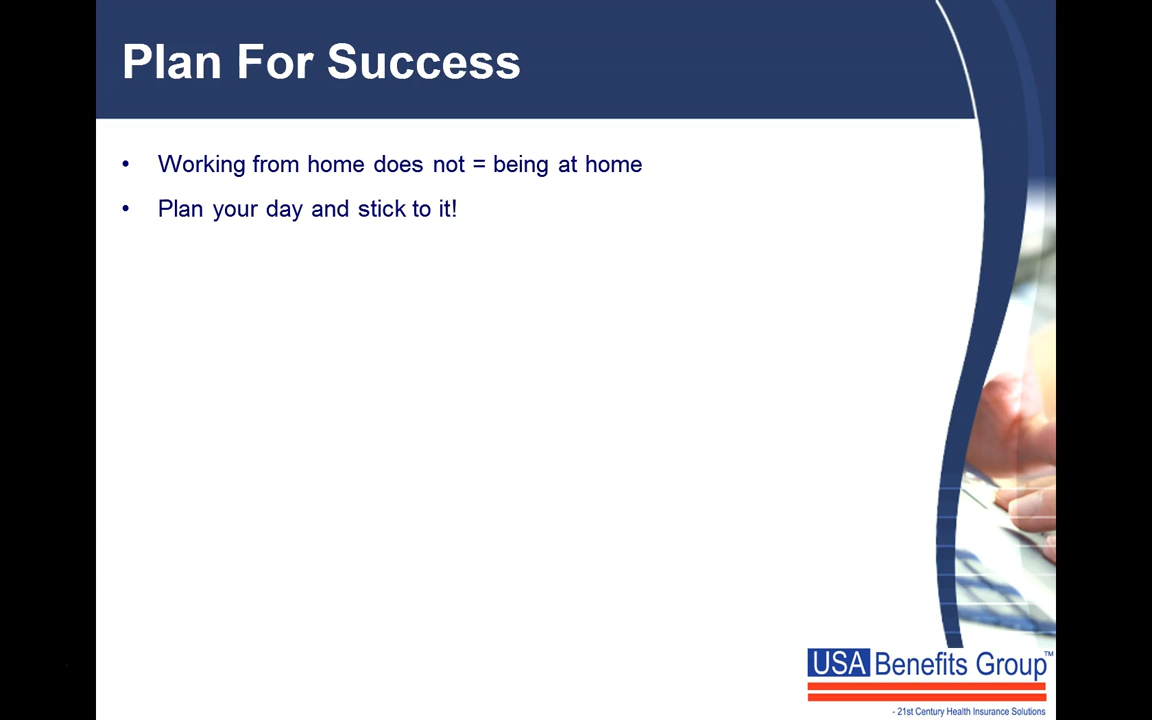 Plan For Success
• Working from home does not = being at home
• Plan your day and stick to it!
USA Benefits Group™
- 21st Century Health Insurance Solutions